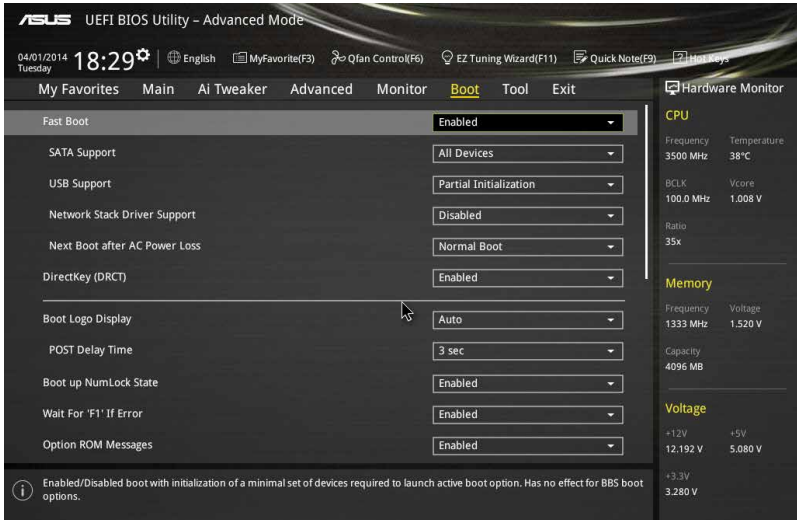 ASUS UEFI BIOS Utility – Advanced Mode
04/01/2014 Tuesday 18:29 English MyFavorite(F3) Qfan Control(F6) EZ Tuning Wizard(F11) Quick Note(F9) Hot Keys
My Favorites Main Ai Tweaker Advanced Monitor Boot Tool Exit
Fast Boot Enabled
SATA Support All Devices
USB Support Partial Initialization
Network Stack Driver Support Disabled
Next Boot after AC Power Loss Normal Boot
DirectKey (DRCT) Enabled
Boot Logo Display Auto
POST Delay Time 3 sec
Boot up NumLock State Enabled
Wait For 'F1' If Error Enabled
Option ROM Messages Enabled
Enabled/Disabled boot with initialization of a minimal set of devices required to launch active boot option. Has no effect for BBS boot
options.
Hardware Monitor
CPU
Frequency Temperature
3500 MHz 38°C
BCLK Vcore
100.0 MHz 1.008 V
Ratio
35x
Memory
Frequency Voltage
1333 MHz 1.520 V
Capacity
4096 MB
Voltage
+12V +5V
12.192 V 5.080 V
+3.3V
3.280 V